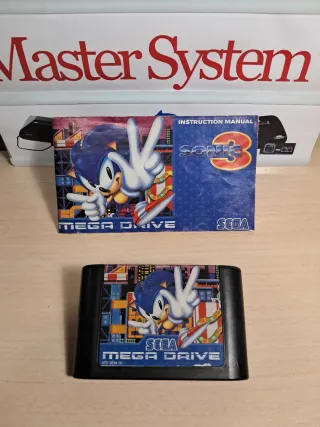 Master System
INSTRUCTION MANUAL
SONIC 3
MEGA DRIVE
SEGA
SEGA
MEGA DRIVE